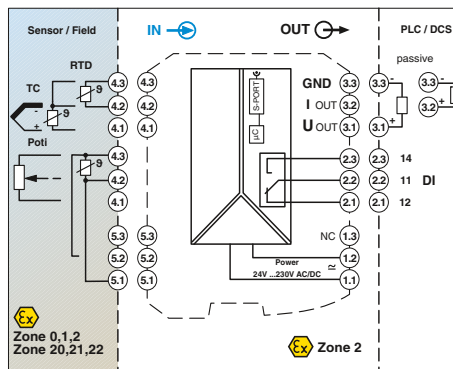 Sensor / Field
IN
OUT
PLC / DCS
RTD
TC
+
-
ϑ
ϑ
4.3
4.2
4.1
4.3
4.2
4.1
S-PORT
µC
GND
I OUT
U OUT
3.3
3.2
3.1
3.3
3.1
-
+
passive
3.3
3.2
-
+
Poti
ϑ
4.3
4.2
4.1
4.3
4.2
4.1
2.3
2.2
2.1
2.3
2.2
2.1
14
11
12
DI
5.3
5.2
5.1
5.3
5.2
5.1
NC
1.3
Power
≃
1.2
24V ...230V AC/DC
1.1
Ex
Zone 0,1,2
Zone 20,21,22
Ex
Zone 2